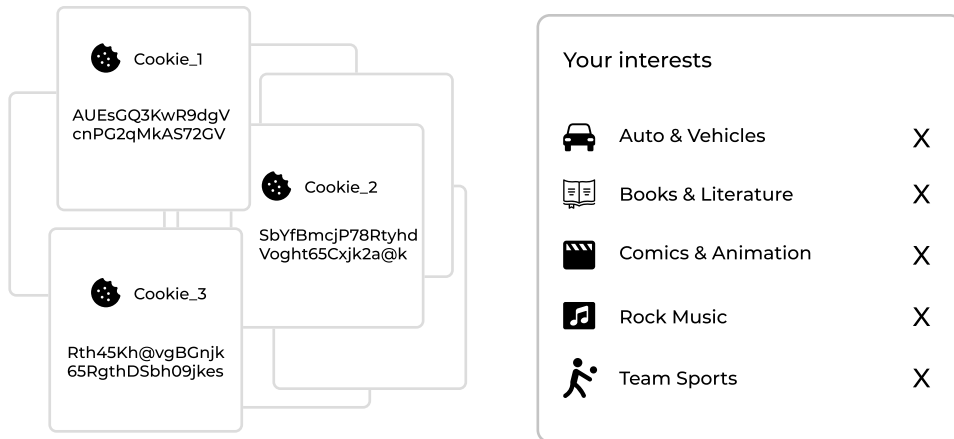 Cookie_1
AUEsGQ3KwR9dgV
cnPG2qMkAS72GV
Cookie_2
SbYfBmcjP78Rtyhd
Voght65Cxjk2a@k
Cookie_3
Rth45Kh@vgBGnjk
65RgthDSbh09jkes
Your interests
Auto & Vehicles X
Books & Literature X
Comics & Animation X
Rock Music X
Team Sports X